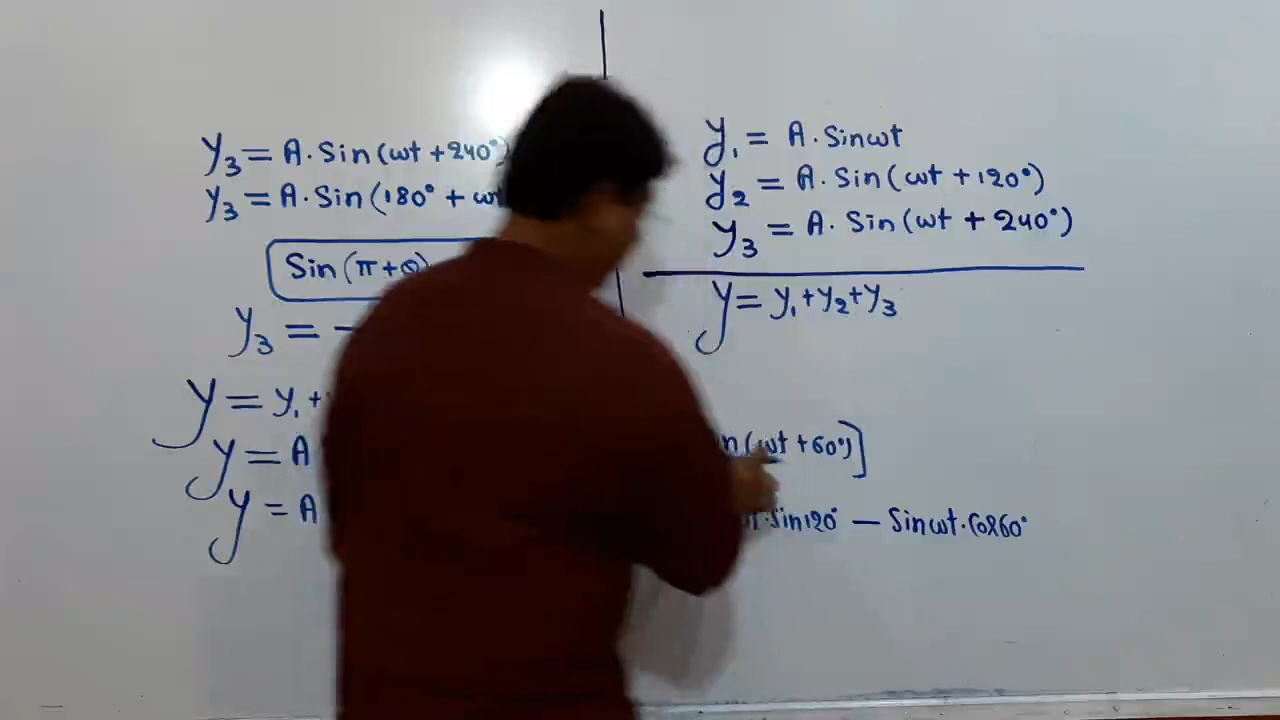 y₃ = A. Sin (ωt + 240°)
y₃ = A. Sin (180° + ωt
Sin (π + θ)
y₃ = -
y = y₁ +
y = A
y = A
y₁ = A. Sinωt
y₂ = A. Sin (ωt + 120°)
y₃ = A. Sin (ωt + 240°)
y = y₁ + y₂ + y₃
n (ωt + 60°)]
t. Sin120° — Sinωt. Cos60°